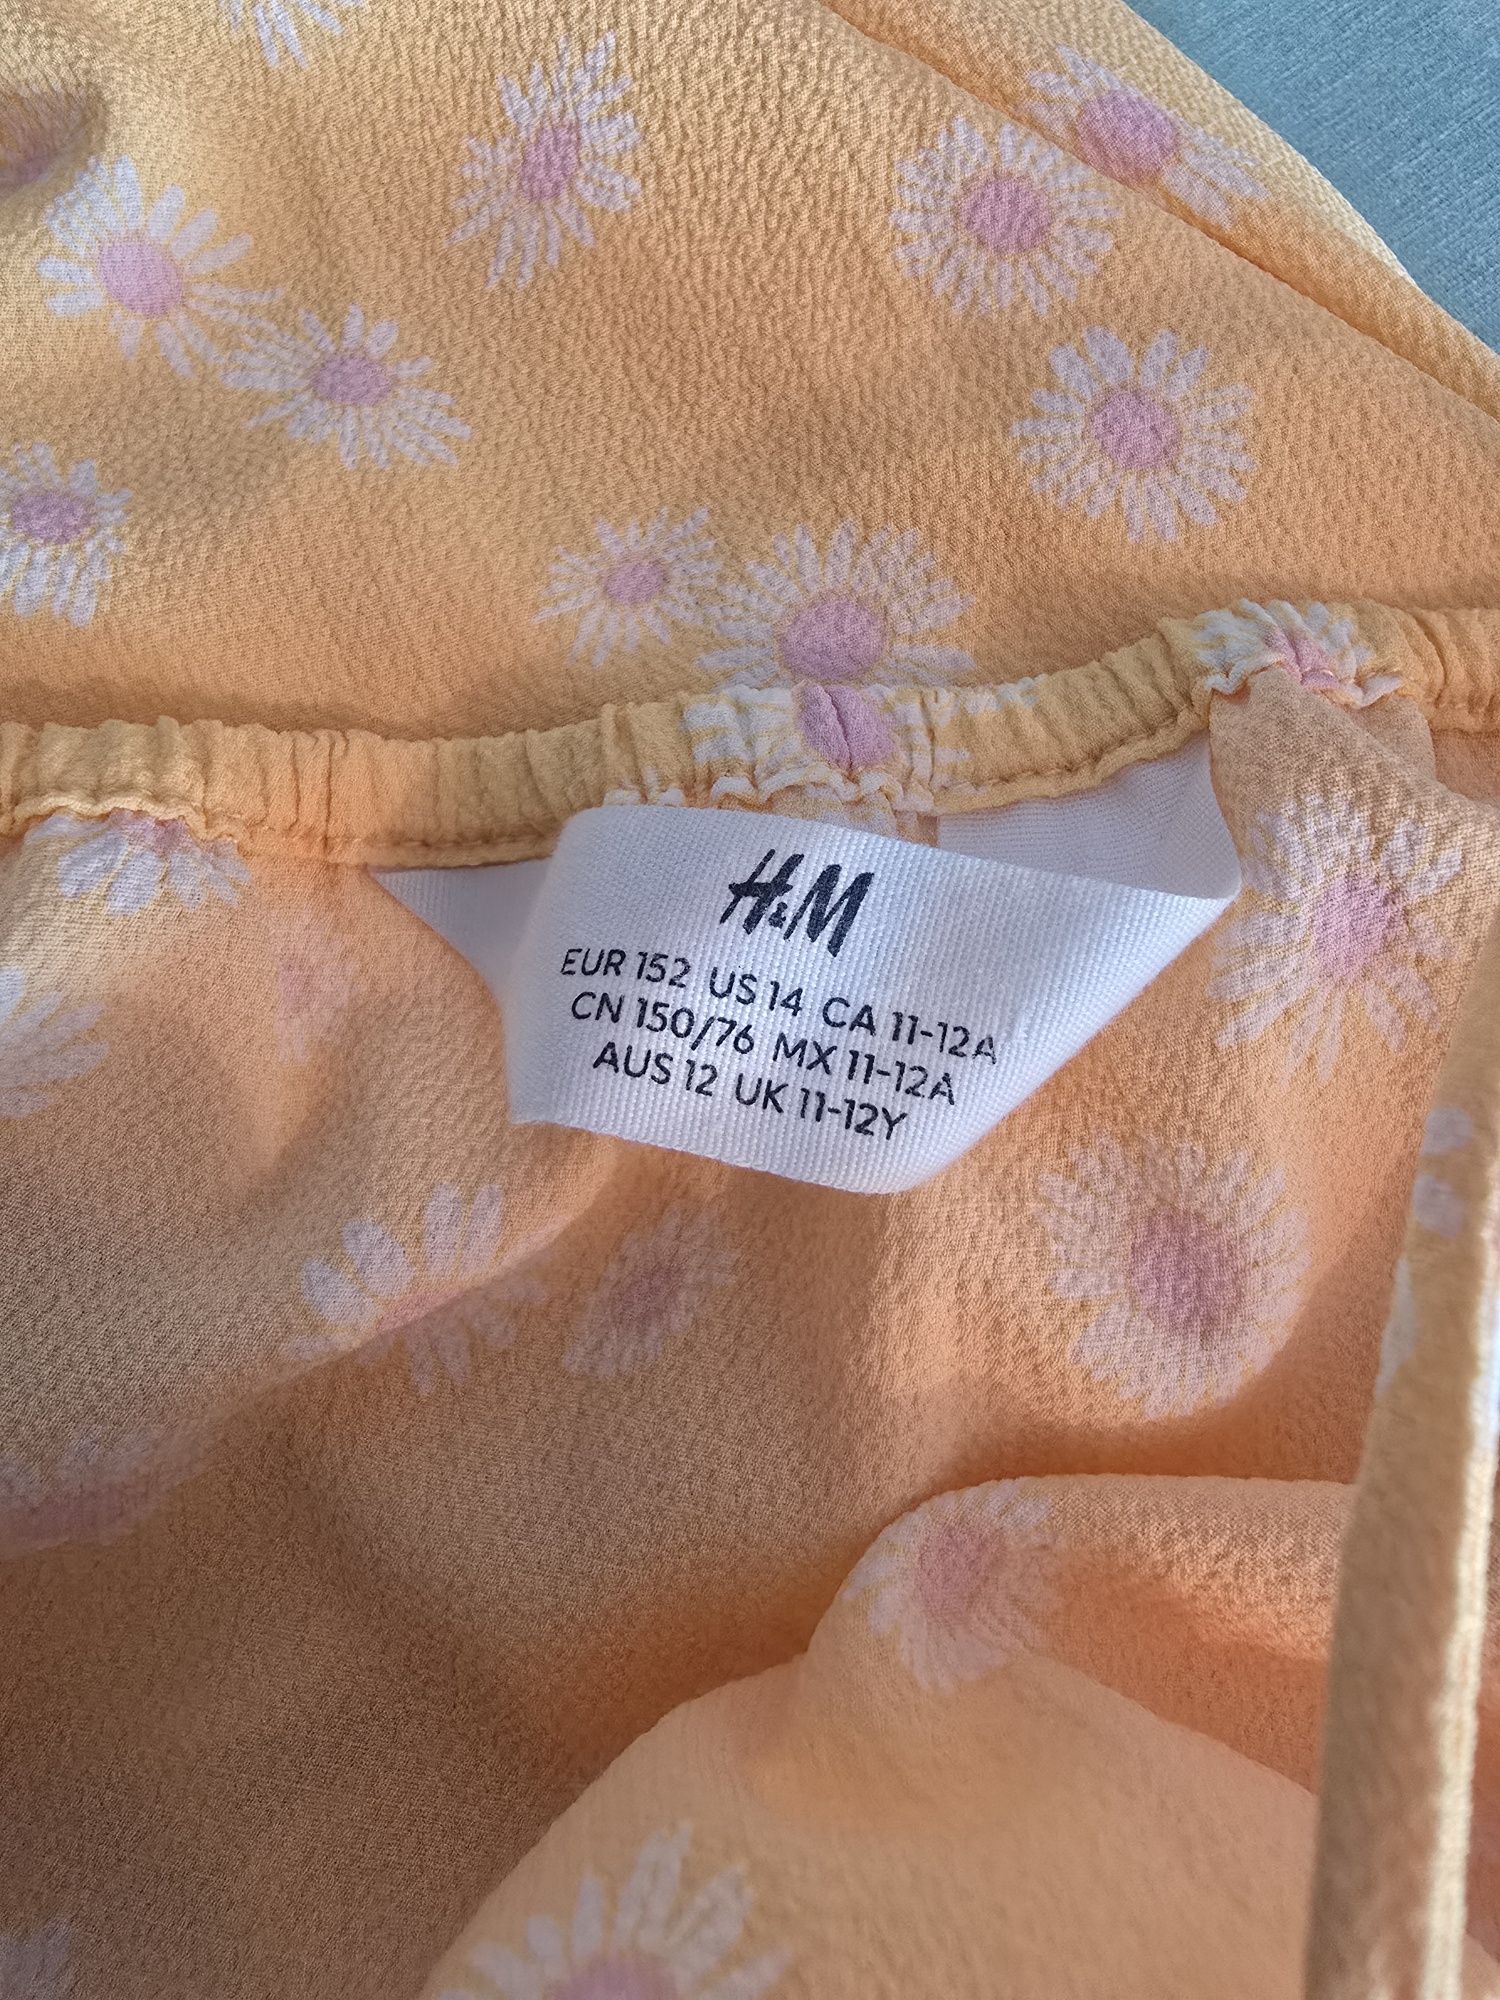 H&M
EUR 152 US 14 CA 11-12A
CN 150/76 MX 11-12A
AUS 12 UK 11-12Y